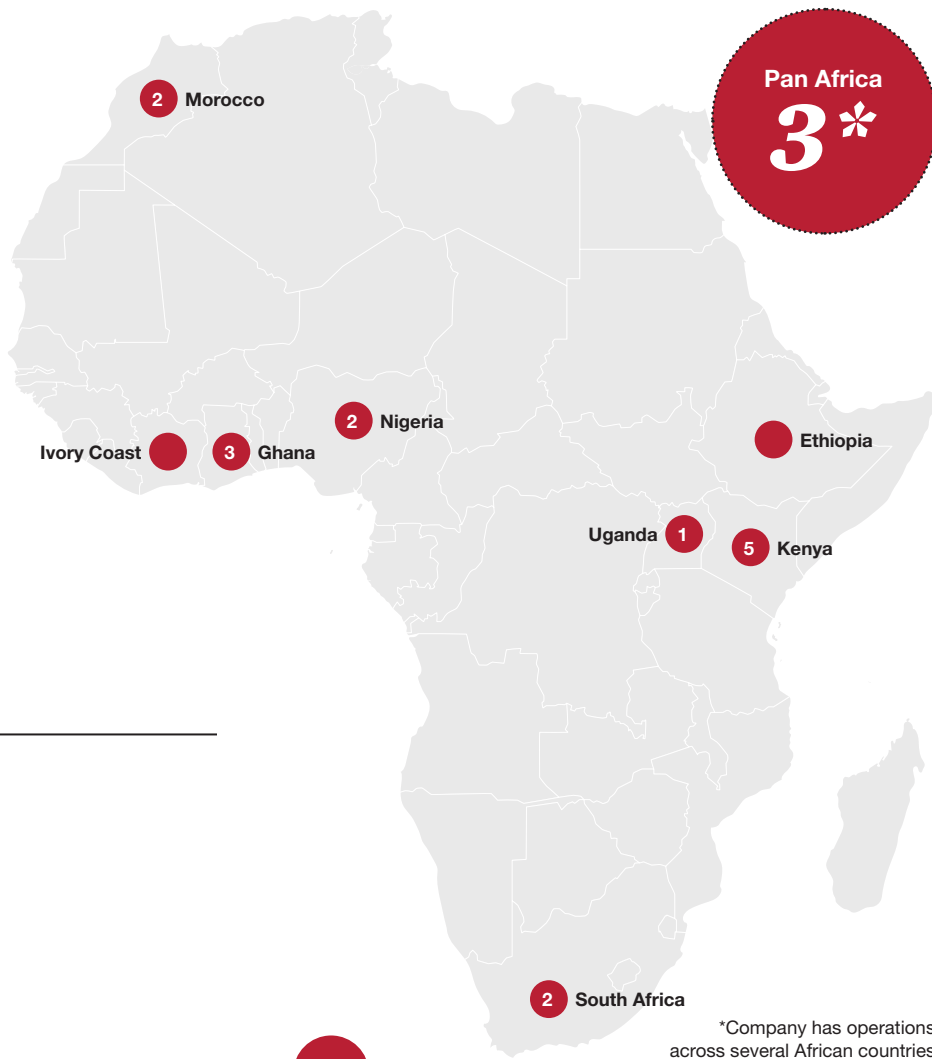 Pan Africa
3*
2 Morocco
2 Nigeria
Ivory Coast
3 Ghana
Ethiopia
Uganda 1
5 Kenya
2 South Africa
*Company has operations
across several African countries